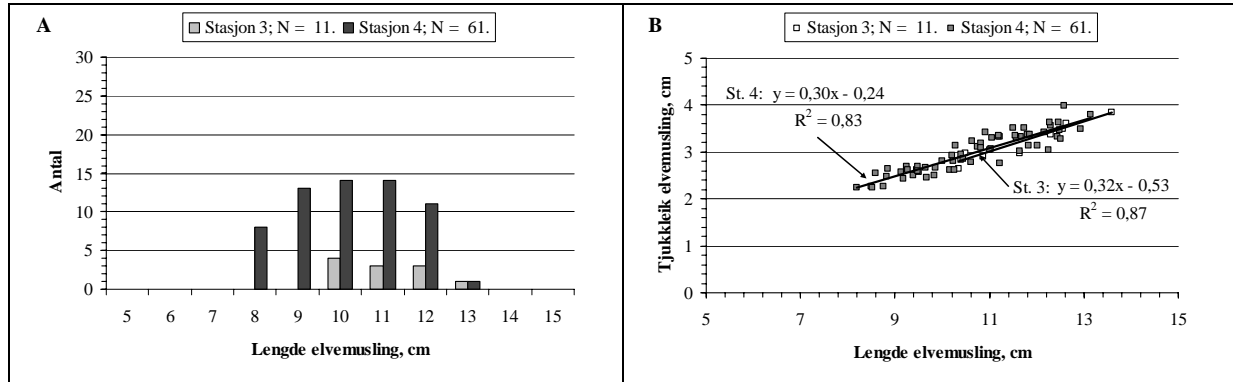 A
Stasjon 3; N = 11. Stasjon 4; N = 61.
30
25
20
15
10
5
0
Antal
5 6 7 8 9 10 11 12 13 14 15
Lengde elvemusling, cm
B
Stasjon 3; N = 11. Stasjon 4; N = 61.
5
4
3
2
1
0
Tjukkleik elvemusling, cm
St. 4: y = 0,30x - 0,24
R² = 0,83
St. 3: y = 0,32x - 0,53
R² = 0,87
5 7 9 11 13 15
Lengde elvemusling, cm